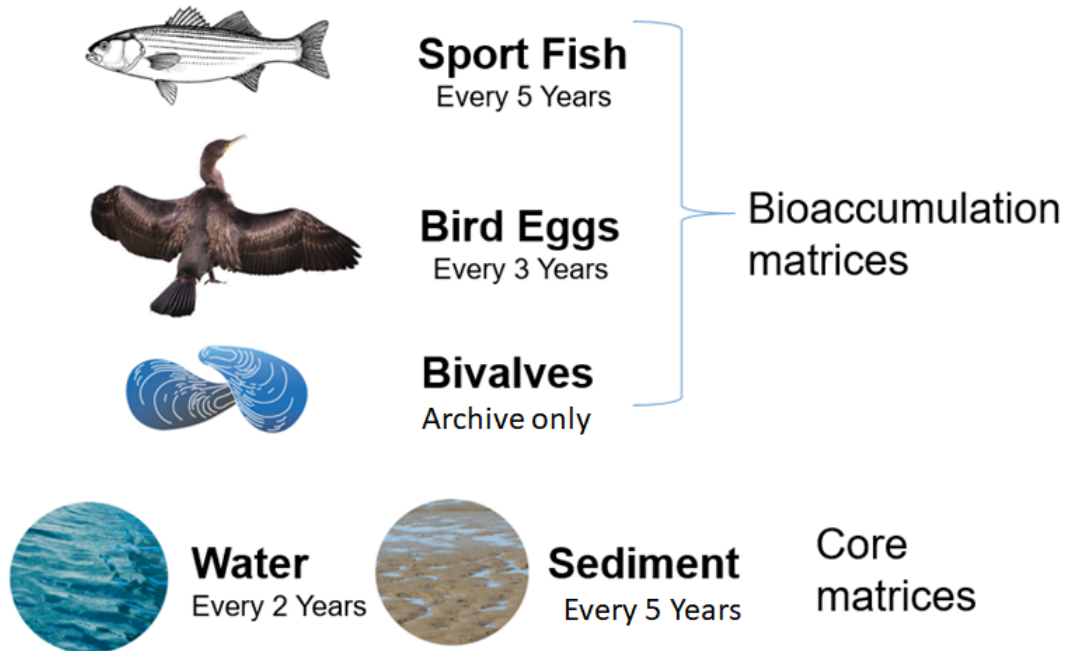 Sport Fish
Every 5 Years
Bird Eggs
Every 3 Years
Bioaccumulation
matrices
Bivalves
Archive only
Water
Every 2 Years
Sediment
Every 5 Years
Core
matrices